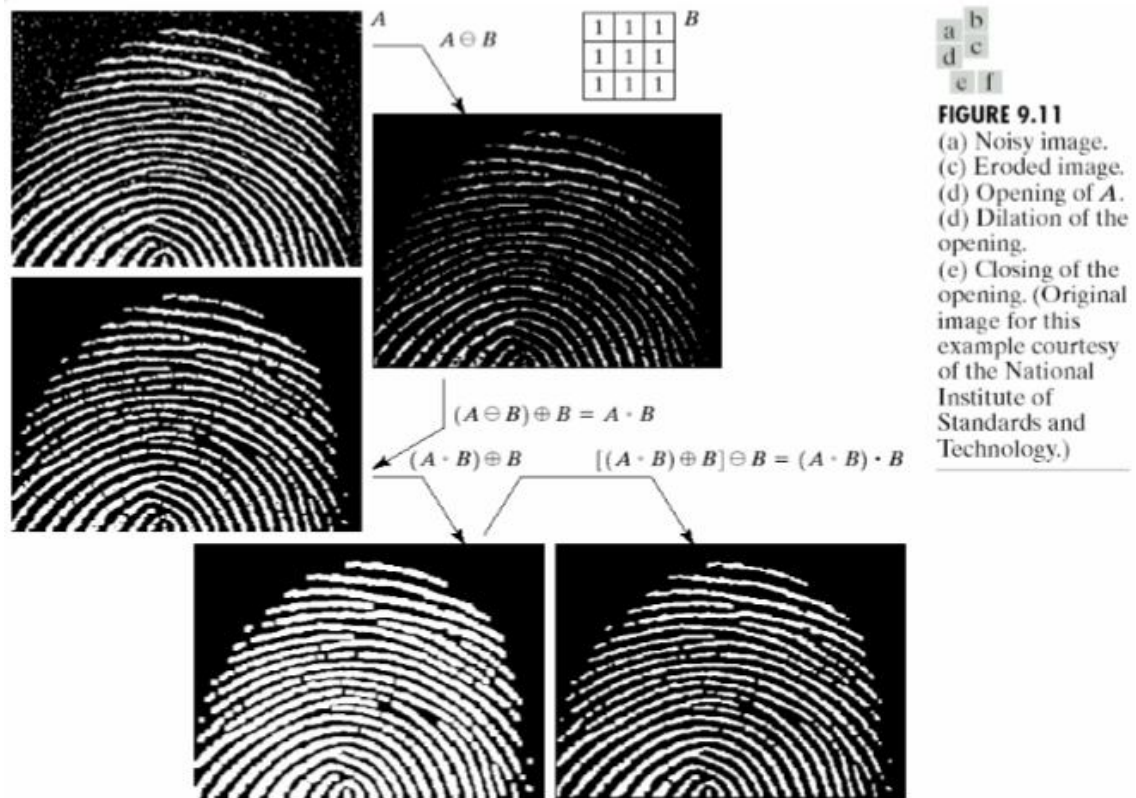 A
A ⊖ B
1 1 1 B
1 1 1
1 1 1
(A ⊖ B) ⊕ B = A ∘ B
(A ∘ B) ⊕ B
[(A ∘ B) ⊕ B] ⊖ B = (A ∘ B) • B
b
a
c
d
e f
FIGURE 9.11
(a) Noisy image.
(c) Eroded image.
(d) Opening of A.
(d) Dilation of the
opening.
(e) Closing of the
opening. (Original
image for this
example courtesy
of the National
Institute of
Standards and
Technology.)